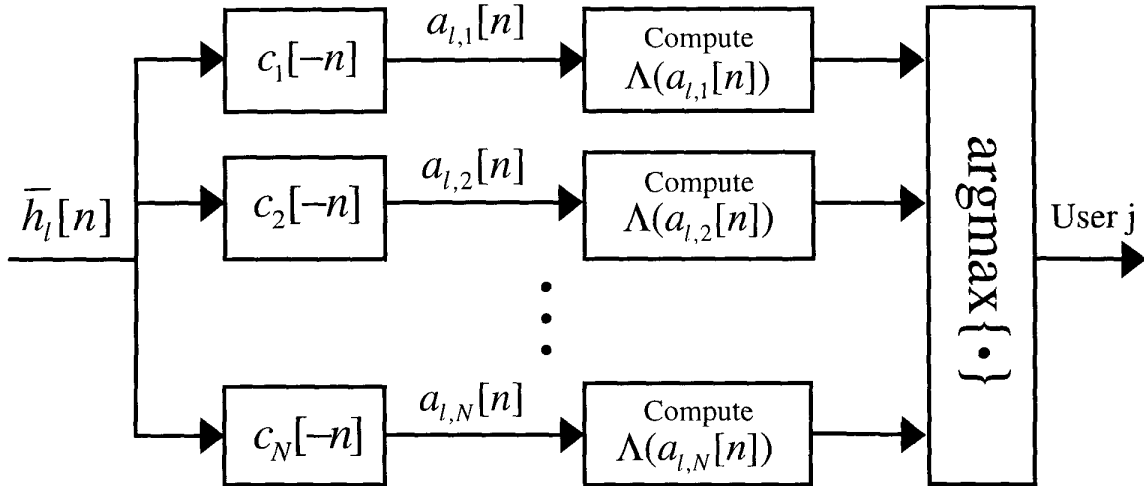 h̅_l[n]
c_1[−n]
a_{l,1}[n]
Compute
Λ(a_{l,1}[n])
c_2[−n]
a_{l,2}[n]
Compute
Λ(a_{l,2}[n])
c_N[−n]
a_{l,N}[n]
Compute
Λ(a_{l,N}[n])
argmax{•}
User j